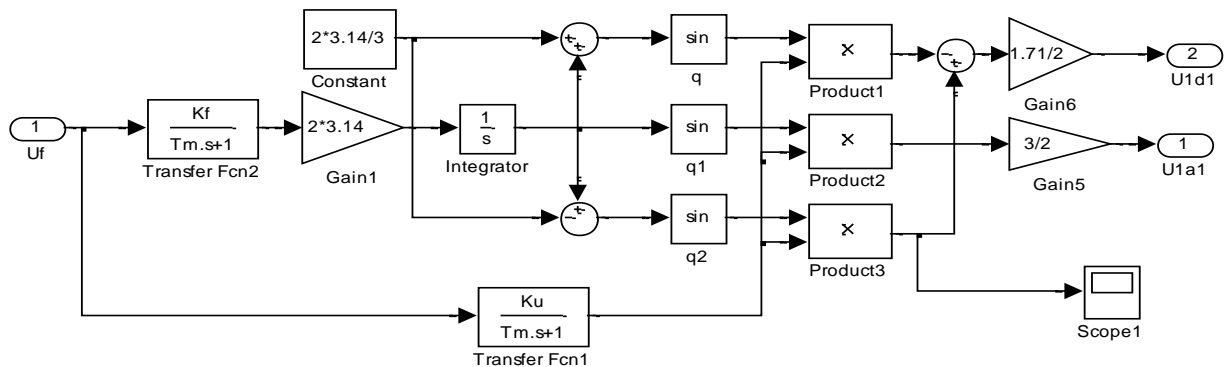 2*3.14/3
Constant
sin
q
×
Product1
1.71/2
Gain6
2
U1d1
1
Uf
Kf
Tm.s+1
Transfer Fcn2
2*3.14
Gain1
1
s
Integrator
sin
q1
×
Product2
3/2
Gain5
1
U1a1
sin
q2
×
Product3
Ku
Tm.s+1
Transfer Fcn1
Scope1